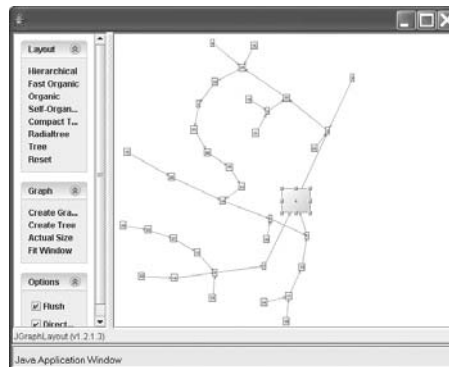 Layout
Hierarchical
Fast Organic
Organic
Self-Organ...
Compact T...
Radialtree
Tree
Reset
Graph
Create Gra...
Create Tree
Actual Size
Fit Window
Options
Flush
Direct...
JGraphLayout (v1.2.1.3)
Java Application Window